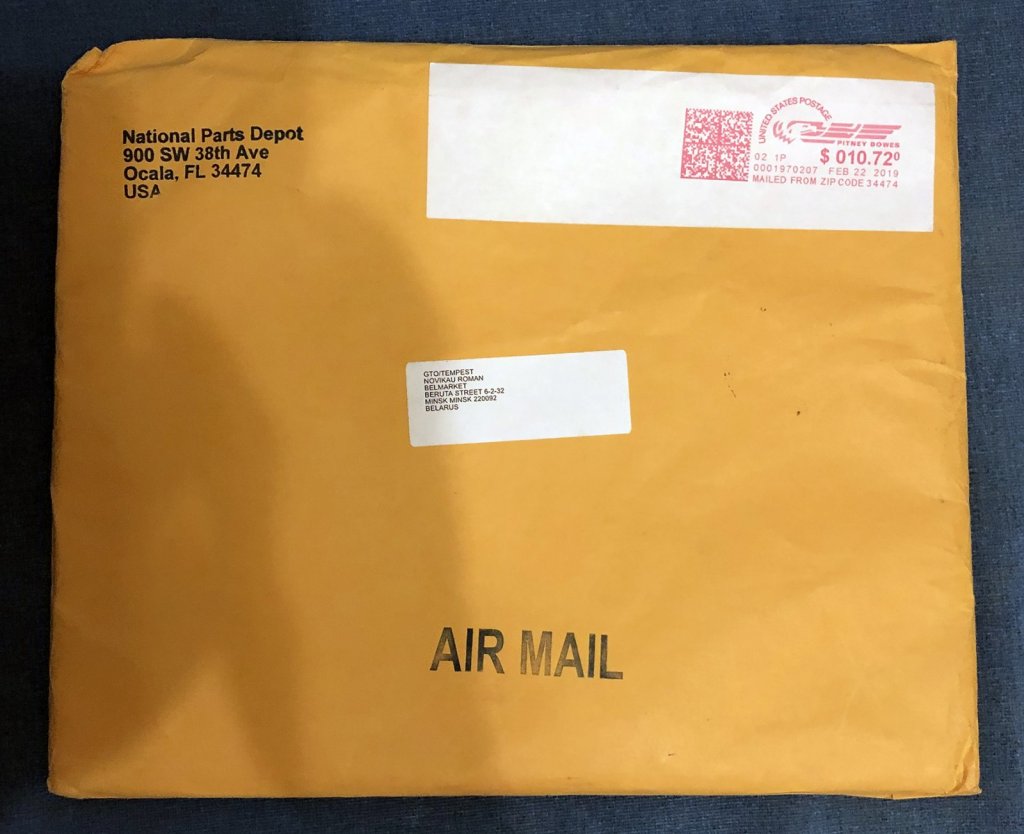 National Parts Depot
900 SW 38th Ave
Ocala, FL 34474
USA
UNITED STATES POSTAGE
PITNEY BOWES
02 1P $ 010.72⁰
0001970207 FEB 22 2019
MAILED FROM ZIP CODE 34474
GTO/TEMPEST
NOVIKAU ROMAN
BELMARKET
BERUTA STREET 6-2-32
MINSK MINSK 220092
BELARUS
AIR MAIL